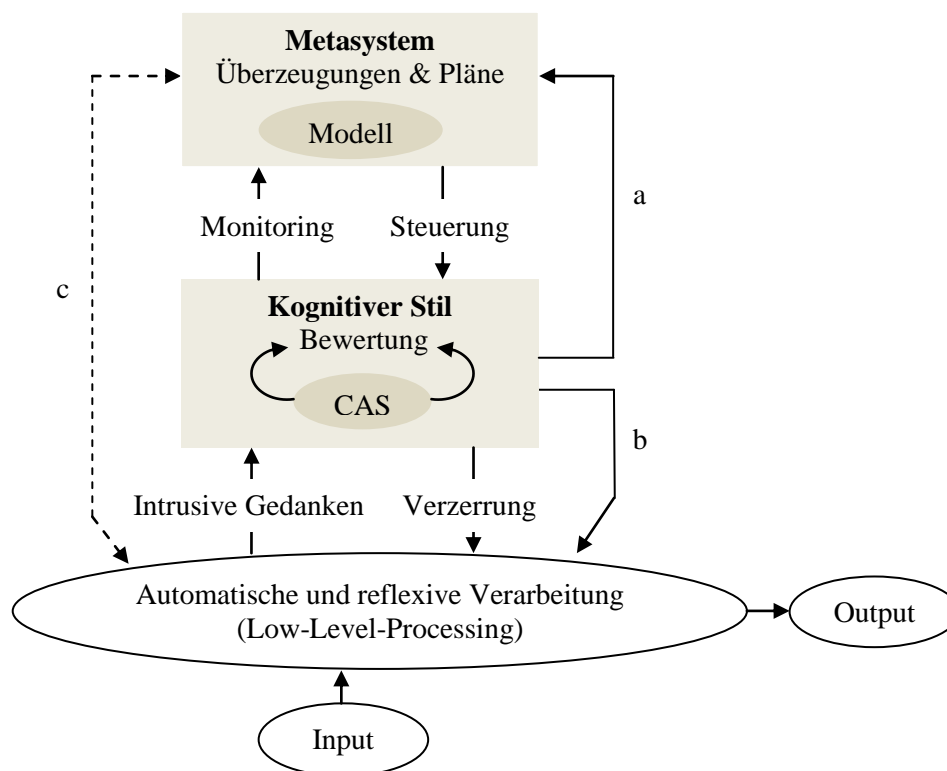 Metasystem
Überzeugungen & Pläne
Modell
a
Monitoring
Steuerung
c
Kognitiver Stil
Bewertung
CAS
b
Intrusive Gedanken
Verzerrung
Automatische und reflexive Verarbeitung
(Low-Level-Processing)
Output
Input